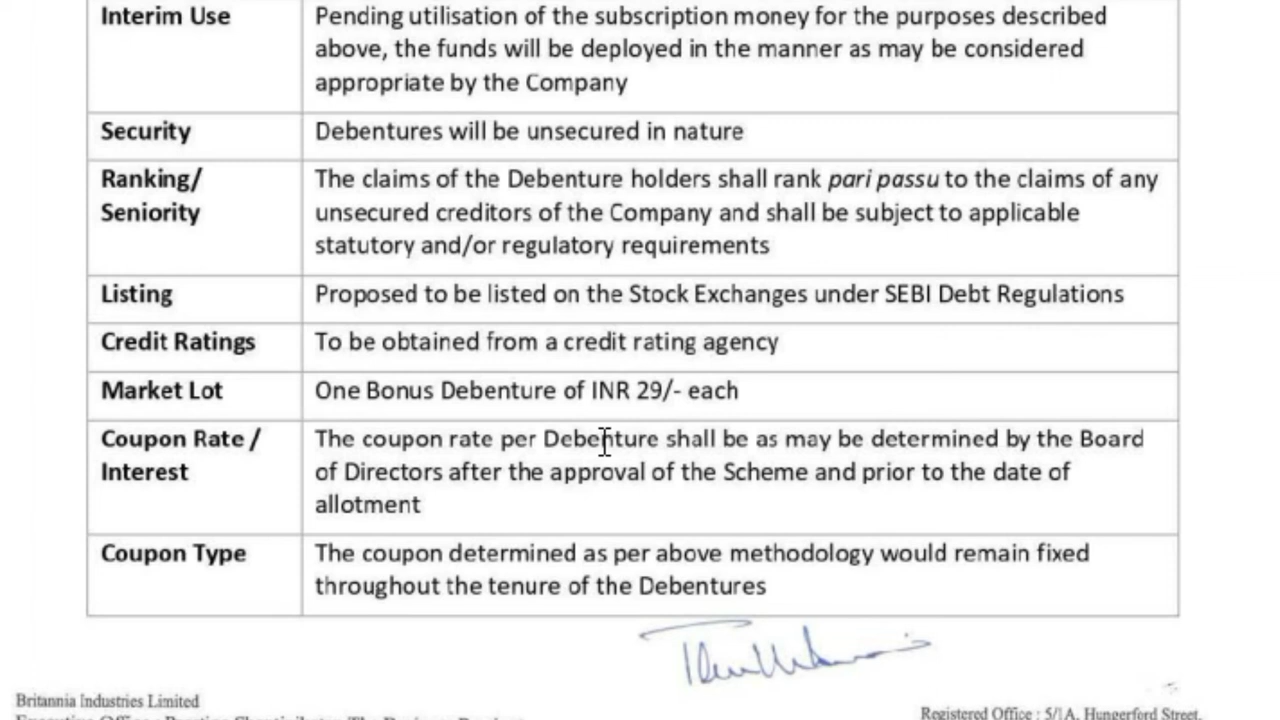 Interim Use
Pending utilisation of the subscription money for the purposes described
above, the funds will be deployed in the manner as may be considered
appropriate by the Company
Security
Debentures will be unsecured in nature
Ranking/
Seniority
The claims of the Debenture holders shall rank pari passu to the claims of any
unsecured creditors of the Company and shall be subject to applicable
statutory and/or regulatory requirements
Listing
Proposed to be listed on the Stock Exchanges under SEBI Debt Regulations
Credit Ratings
To be obtained from a credit rating agency
Market Lot
One Bonus Debenture of INR 29/- each
Coupon Rate /
Interest
The coupon rate per Debenture shall be as may be determined by the Board
of Directors after the approval of the Scheme and prior to the date of
allotment
Coupon Type
The coupon determined as per above methodology would remain fixed
throughout the tenure of the Debentures
Britannia Industries Limited
Registered Office : 5/1A, Hungerford Street,